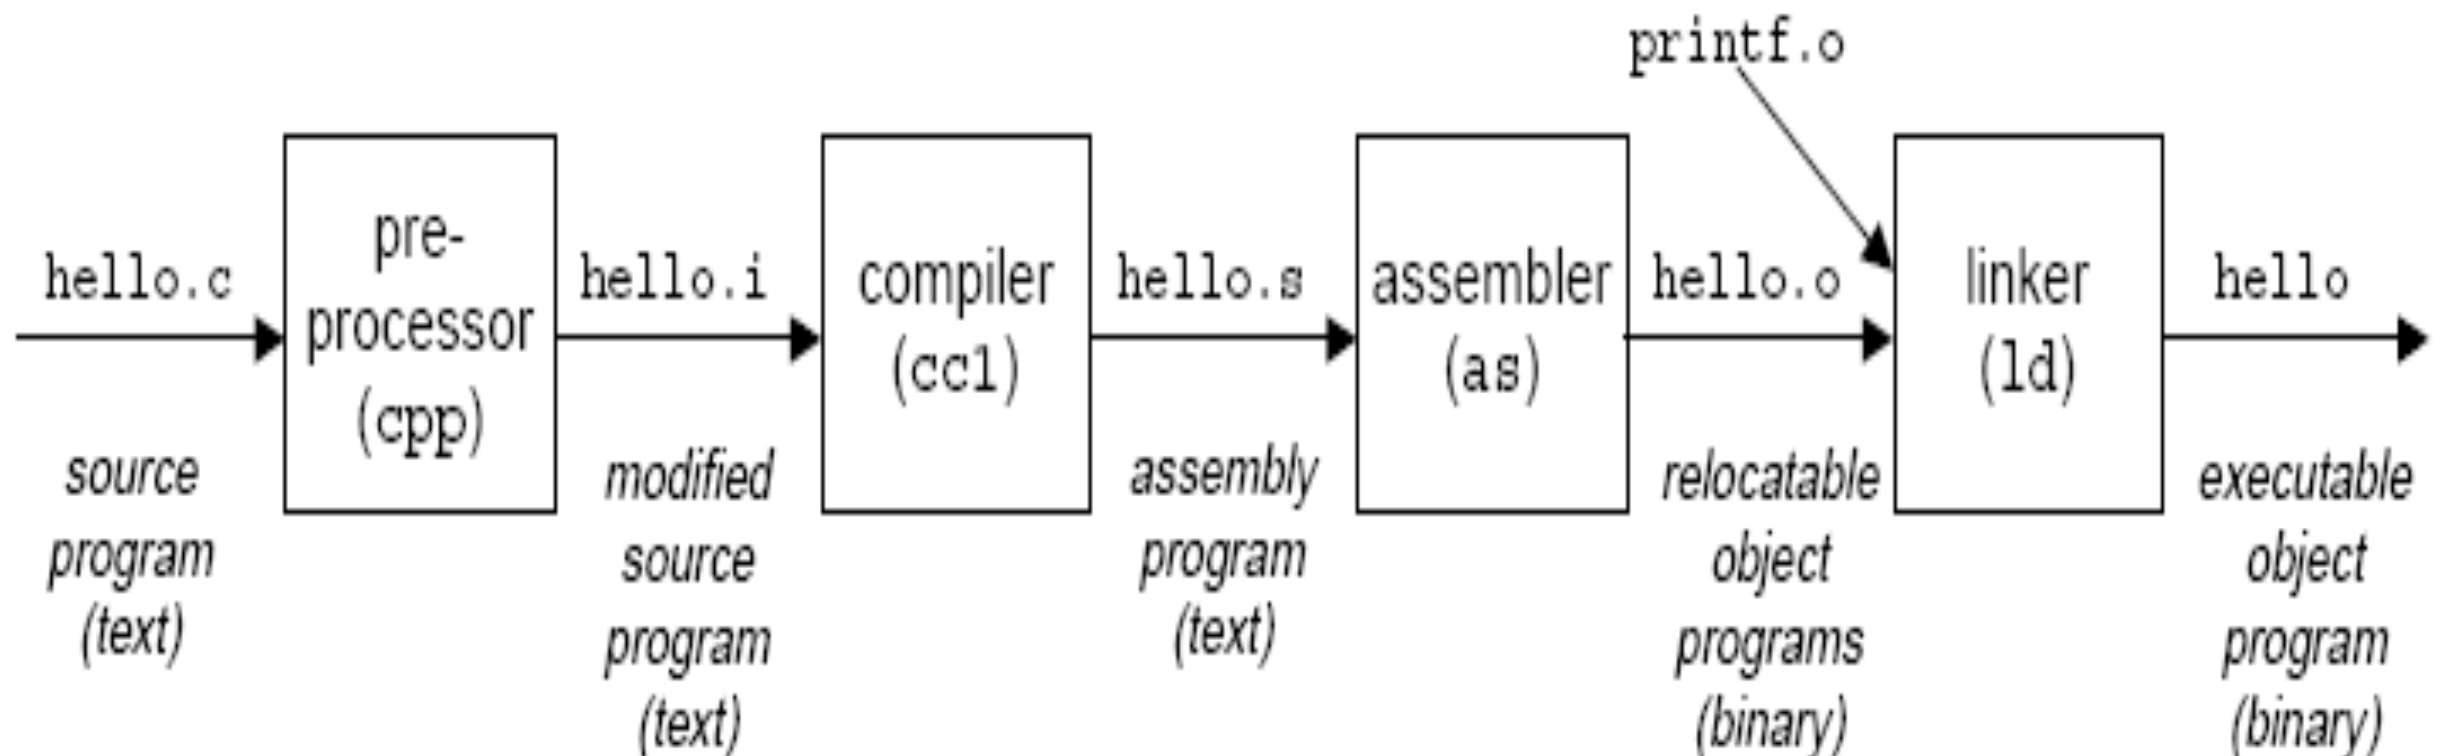 printf.o
hello.c
pre-
processor
(cpp)
hello.i
compiler
(cc1)
hello.s
assembler
(as)
hello.o
linker
(ld)
hello
source
program
(text)
modified
source
program
(text)
assembly
program
(text)
relocatable
object
programs
(binary)
executable
object
program
(binary)